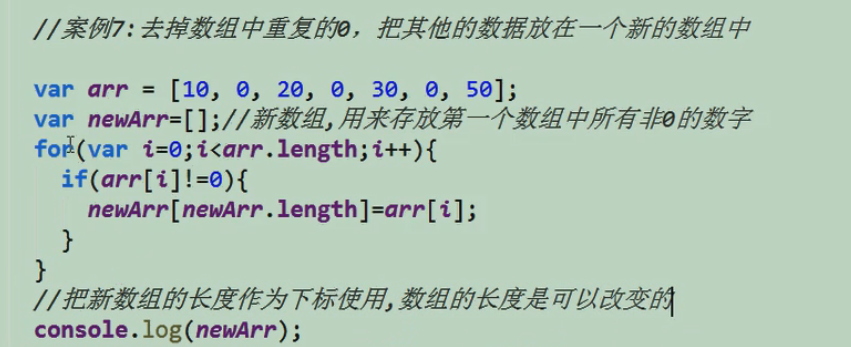 //案例7:去掉数组中重复的0，把其他的数据放在一个新的数组中
var arr = [10, 0, 20, 0, 30, 0, 50];
var newArr=[];//新数组,用来存放第一个数组中所有非0的数字
for(var i=0;i<arr.length;i++){
if(arr[i]!=0){
newArr[newArr.length]=arr[i];
}
}
//把新数组的长度作为下标使用,数组的长度是可以改变的
console.log(newArr);